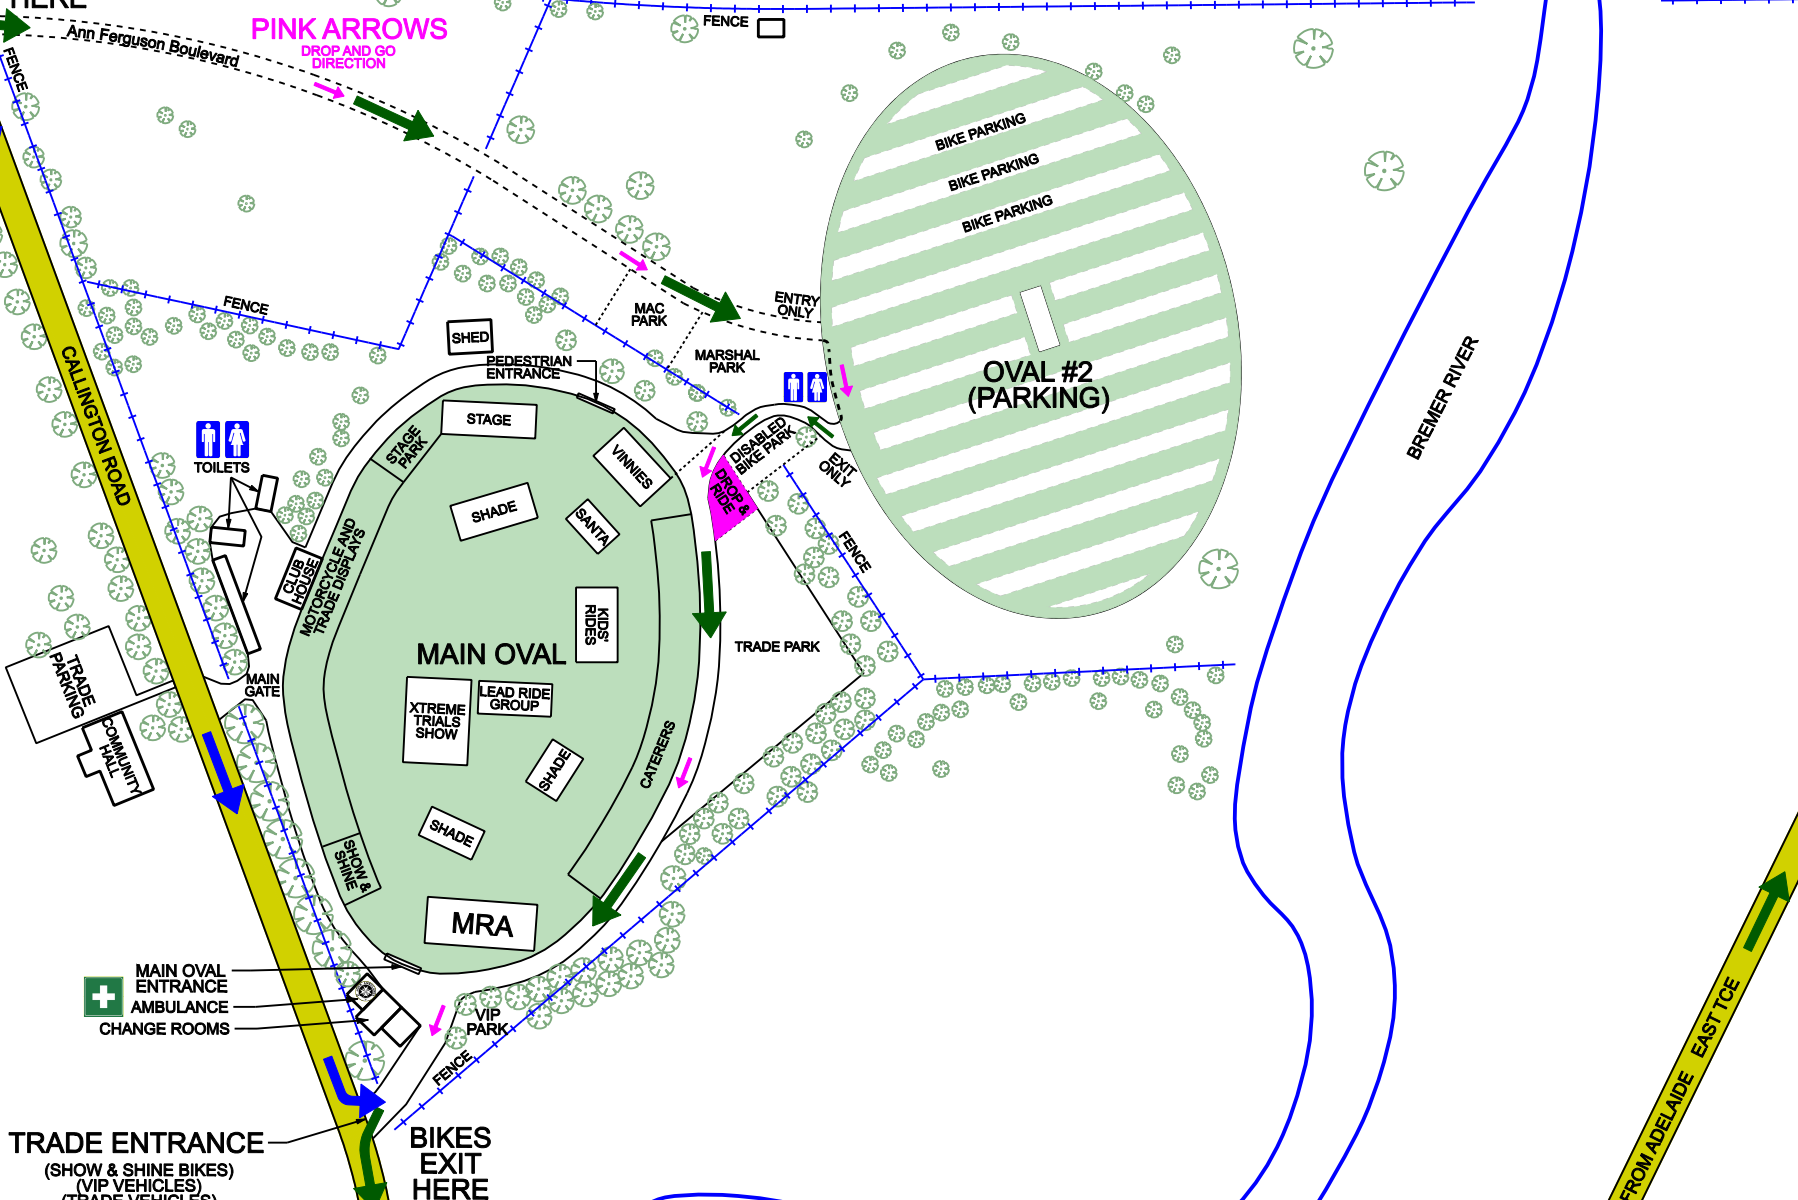 HERE
Ann Ferguson Boulevard
PINK ARROWS
DROP AND GO
DIRECTION
FENCE
FENCE
BIKE PARKING
BIKE PARKING
BIKE PARKING
ENTRY
ONLY
MAC
PARK
MARSHAL
PARK
FENCE
SHED
PEDESTRIAN
ENTRANCE
OVAL #2
(PARKING)
BREMER RIVER
CALLINGTON ROAD
TOILETS
STAGE
STAGE
PARK
VINNIES
DISABLED
BIKE PARK
EXIT
ONLY
DROP &
RIDE
SHADE
SANTA
FENCE
CLUB
HOUSE
MOTORCYCLE AND
TRADE DISPLAYS
KIDS'
RIDES
MAIN OVAL
TRADE PARK
TRADE
PARKING
MAIN
GATE
COMMUNITY
HALL
XTREME
TRIALS
SHOW
LEAD RIDE
GROUP
SHADE
CATERERS
SHADE
SHOW &
SHINE
MRA
MAIN OVAL
ENTRANCE
AMBULANCE
CHANGE ROOMS
VIP
PARK
FENCE
TRADE ENTRANCE
(SHOW & SHINE BIKES)
(VIP VEHICLES)
(TRADE VEHICLES)
BIKES
EXIT
HERE
FROM ADELAIDE EAST TCE